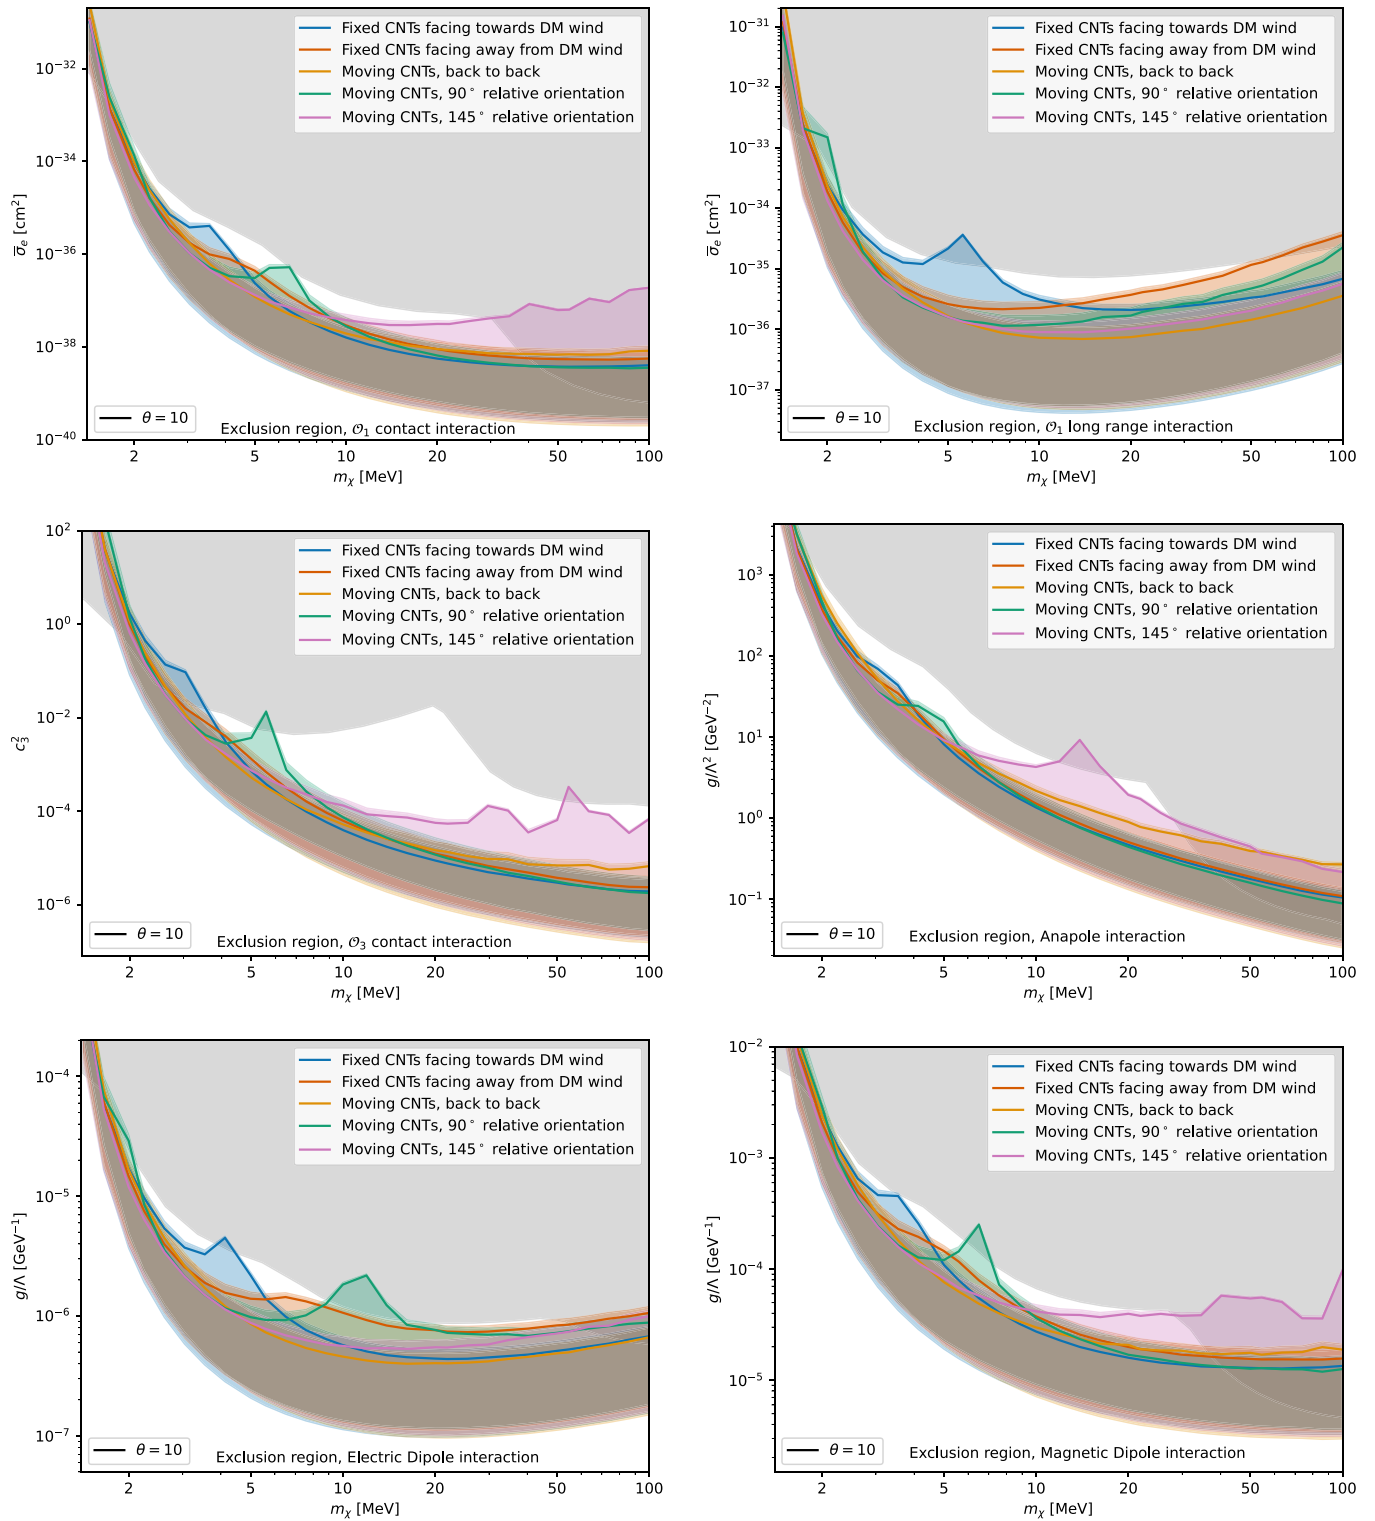 Fixed CNTs facing towards DM wind
Fixed CNTs facing away from DM wind
Moving CNTs, back to back
Moving CNTs, 90° relative orientation
Moving CNTs, 145° relative orientation
10⁻³²
10⁻³⁴
10⁻³⁶
10⁻³⁸
10⁻⁴⁰
σ̅ₑ [cm²]
θ = 10
Exclusion region, 𝒪₁ contact interaction
2 5 10 20 50 100
mᵪ [MeV]
Fixed CNTs facing towards DM wind
Fixed CNTs facing away from DM wind
Moving CNTs, back to back
Moving CNTs, 90° relative orientation
Moving CNTs, 145° relative orientation
10⁻³¹
10⁻³²
10⁻³³
10⁻³⁴
10⁻³⁵
10⁻³⁶
10⁻³⁷
σ̅ₑ [cm²]
θ = 10
Exclusion region, 𝒪₁ long range interaction
2 5 10 20 50 100
mᵪ [MeV]
Fixed CNTs facing towards DM wind
Fixed CNTs facing away from DM wind
Moving CNTs, back to back
Moving CNTs, 90° relative orientation
Moving CNTs, 145° relative orientation
10²
10⁰
10⁻²
10⁻⁴
10⁻⁶
c₃²
θ = 10
Exclusion region, 𝒪₃ contact interaction
2 5 10 20 50 100
mᵪ [MeV]
Fixed CNTs facing towards DM wind
Fixed CNTs facing away from DM wind
Moving CNTs, back to back
Moving CNTs, 90° relative orientation
Moving CNTs, 145° relative orientation
10³
10²
10¹
10⁰
10⁻¹
g/Λ² [GeV⁻²]
θ = 10
Exclusion region, Anapole interaction
2 5 10 20 50 100
mᵪ [MeV]
Fixed CNTs facing towards DM wind
Fixed CNTs facing away from DM wind
Moving CNTs, back to back
Moving CNTs, 90° relative orientation
Moving CNTs, 145° relative orientation
10⁻⁴
10⁻⁵
10⁻⁶
10⁻⁷
g/Λ [GeV⁻¹]
θ = 10
Exclusion region, Electric Dipole interaction
2 5 10 20 50 100
mᵪ [MeV]
Fixed CNTs facing towards DM wind
Fixed CNTs facing away from DM wind
Moving CNTs, back to back
Moving CNTs, 90° relative orientation
Moving CNTs, 145° relative orientation
10⁻²
10⁻³
10⁻⁴
10⁻⁵
g/Λ [GeV⁻¹]
θ = 10
Exclusion region, Magnetic Dipole interaction
2 5 10 20 50 100
mᵪ [MeV]